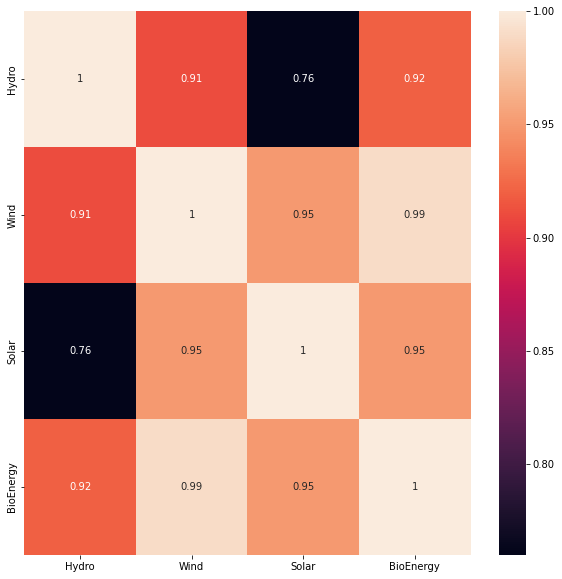 Hydro 1 0.91 0.76 0.92
Wind 0.91 1 0.95 0.99
Solar 0.76 0.95 1 0.95
BioEnergy 0.92 0.99 0.95 1
Hydro Wind Solar BioEnergy
1.00
0.95
0.90
0.85
0.80